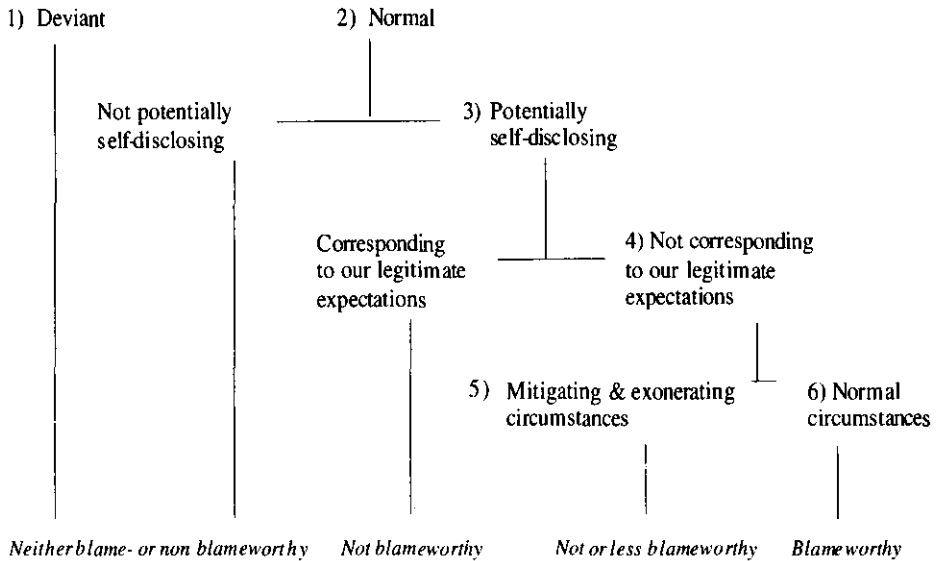 1) Deviant
2) Normal
Not potentially
self-disclosing
3) Potentially
self-disclosing
Corresponding
to our legitimate
expectations
4) Not corresponding
to our legitimate
expectations
5) Mitigating & exonerating
circumstances
6) Normal
circumstances
Neither blame- or non blameworthy
Not blameworthy
Not or less blameworthy
Blameworthy